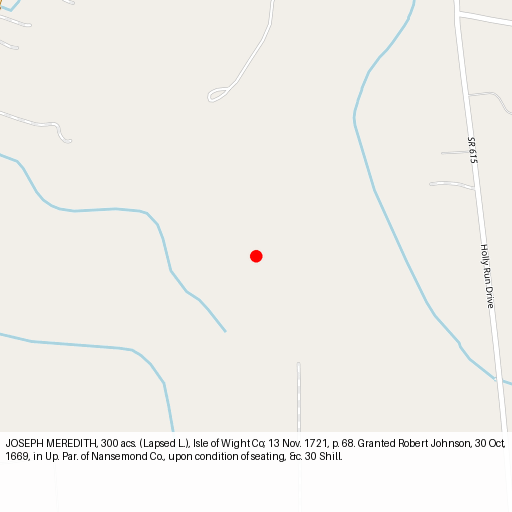 SR 615
Holly Run Drive
JOSEPH MEREDITH, 300 acs. (Lapsed L.), Isle of Wight Co; 13 Nov. 1721, p. 68. Granted Robert Johnson, 30 Oct,
1669, in Up. Par. of Nansemond Co., upon condition of seating, &c. 30 Shill.